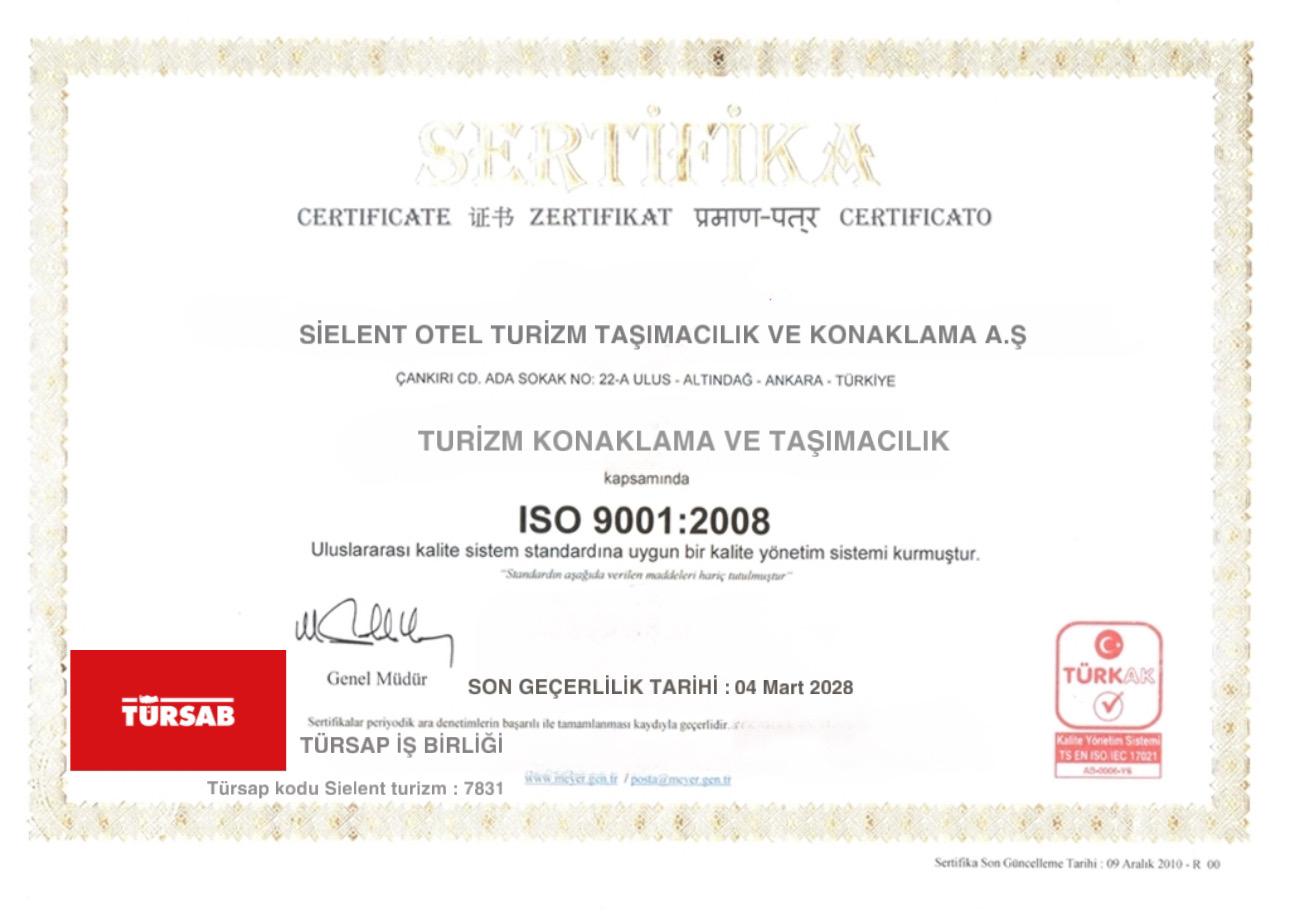 SERTİFİKA
CERTIFICATE 证书 ZERTIFIKAT प्रमाण-पत्र CERTIFICATO
SİELENT OTEL TURİZM TAŞIMACILIK VE KONAKLAMA A.Ş
ÇANKIRI CD. ADA SOKAK NO: 22-A ULUS - ALTINDAĞ - ANKARA - TÜRKİYE
TURİZM KONAKLAMA VE TAŞIMACILIK
kapsamında
ISO 9001:2008
Uluslararası kalite sistem standardına uygun bir kalite yönetim sistemi kurmuştur.
"Standardın aşağıda verilen maddeleri hariç tutulmuştur"
Genel Müdür
SON GEÇERLİLİK TARİHİ : 04 Mart 2028
Sertifikalar periyodik ara denetimlerin başarılı ile tamamlanması kaydıyla geçerlidir.
TÜRSAB
TÜRSAP İŞ BİRLİĞİ
Türsap kodu Sielent turizm : 7831
www.meyer.gen.tr / posta@meyer.gen.tr
TÜRKAK
Kalite Yönetim Sistemi
TS EN ISO/IEC 17021
AB-0006-YS
Sertifika Son Güncelleme Tarihi : 09 Aralık 2010 - R 00